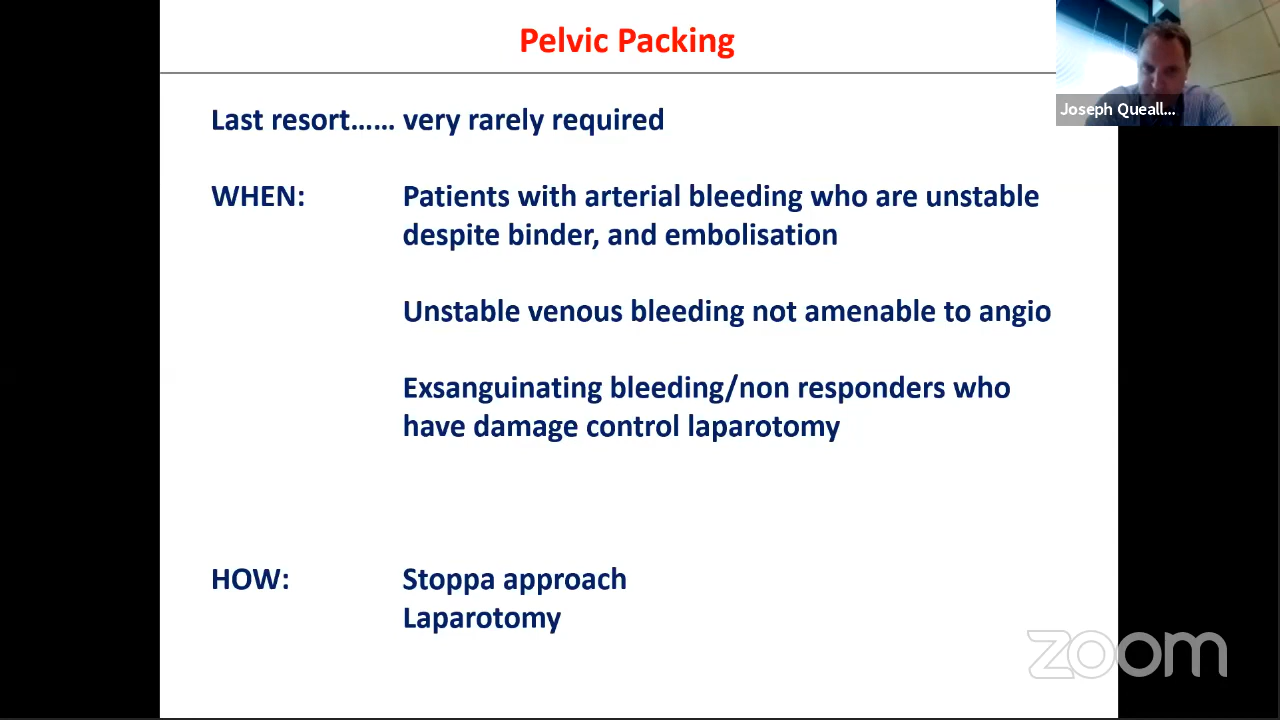 Pelvic Packing
Joseph Queall...
Last resort...... very rarely required
WHEN: Patients with arterial bleeding who are unstable
despite binder, and embolisation
Unstable venous bleeding not amenable to angio
Exsanguinating bleeding/non responders who
have damage control laparotomy
HOW: Stoppa approach
Laparotomy
zoom